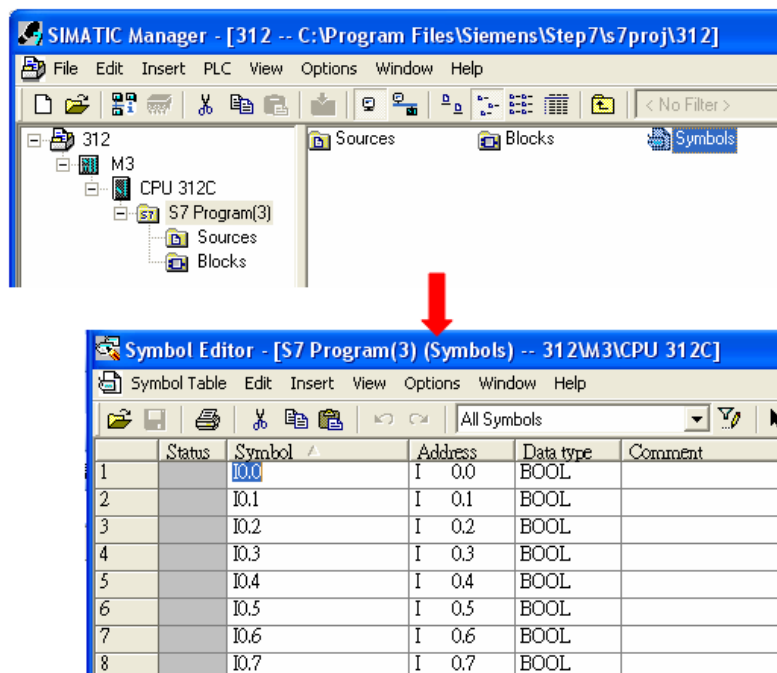 SIMATIC Manager - [312 -- C:\Program Files\Siemens\Step7\s7proj\312]
File Edit Insert PLC View Options Window Help
< No Filter >
312
M3
CPU 312C
S7 Program(3)
Sources
Blocks
Sources Blocks Symbols
Symbol Editor - [S7 Program(3) (Symbols) -- 312\M3\CPU 312C]
Symbol Table Edit Insert View Options Window Help
All Symbols
Status Symbol Address Data type Comment
1 I0.0 I 0.0 BOOL
2 I0.1 I 0.1 BOOL
3 I0.2 I 0.2 BOOL
4 I0.3 I 0.3 BOOL
5 I0.4 I 0.4 BOOL
6 I0.5 I 0.5 BOOL
7 I0.6 I 0.6 BOOL
8 I0.7 I 0.7 BOOL